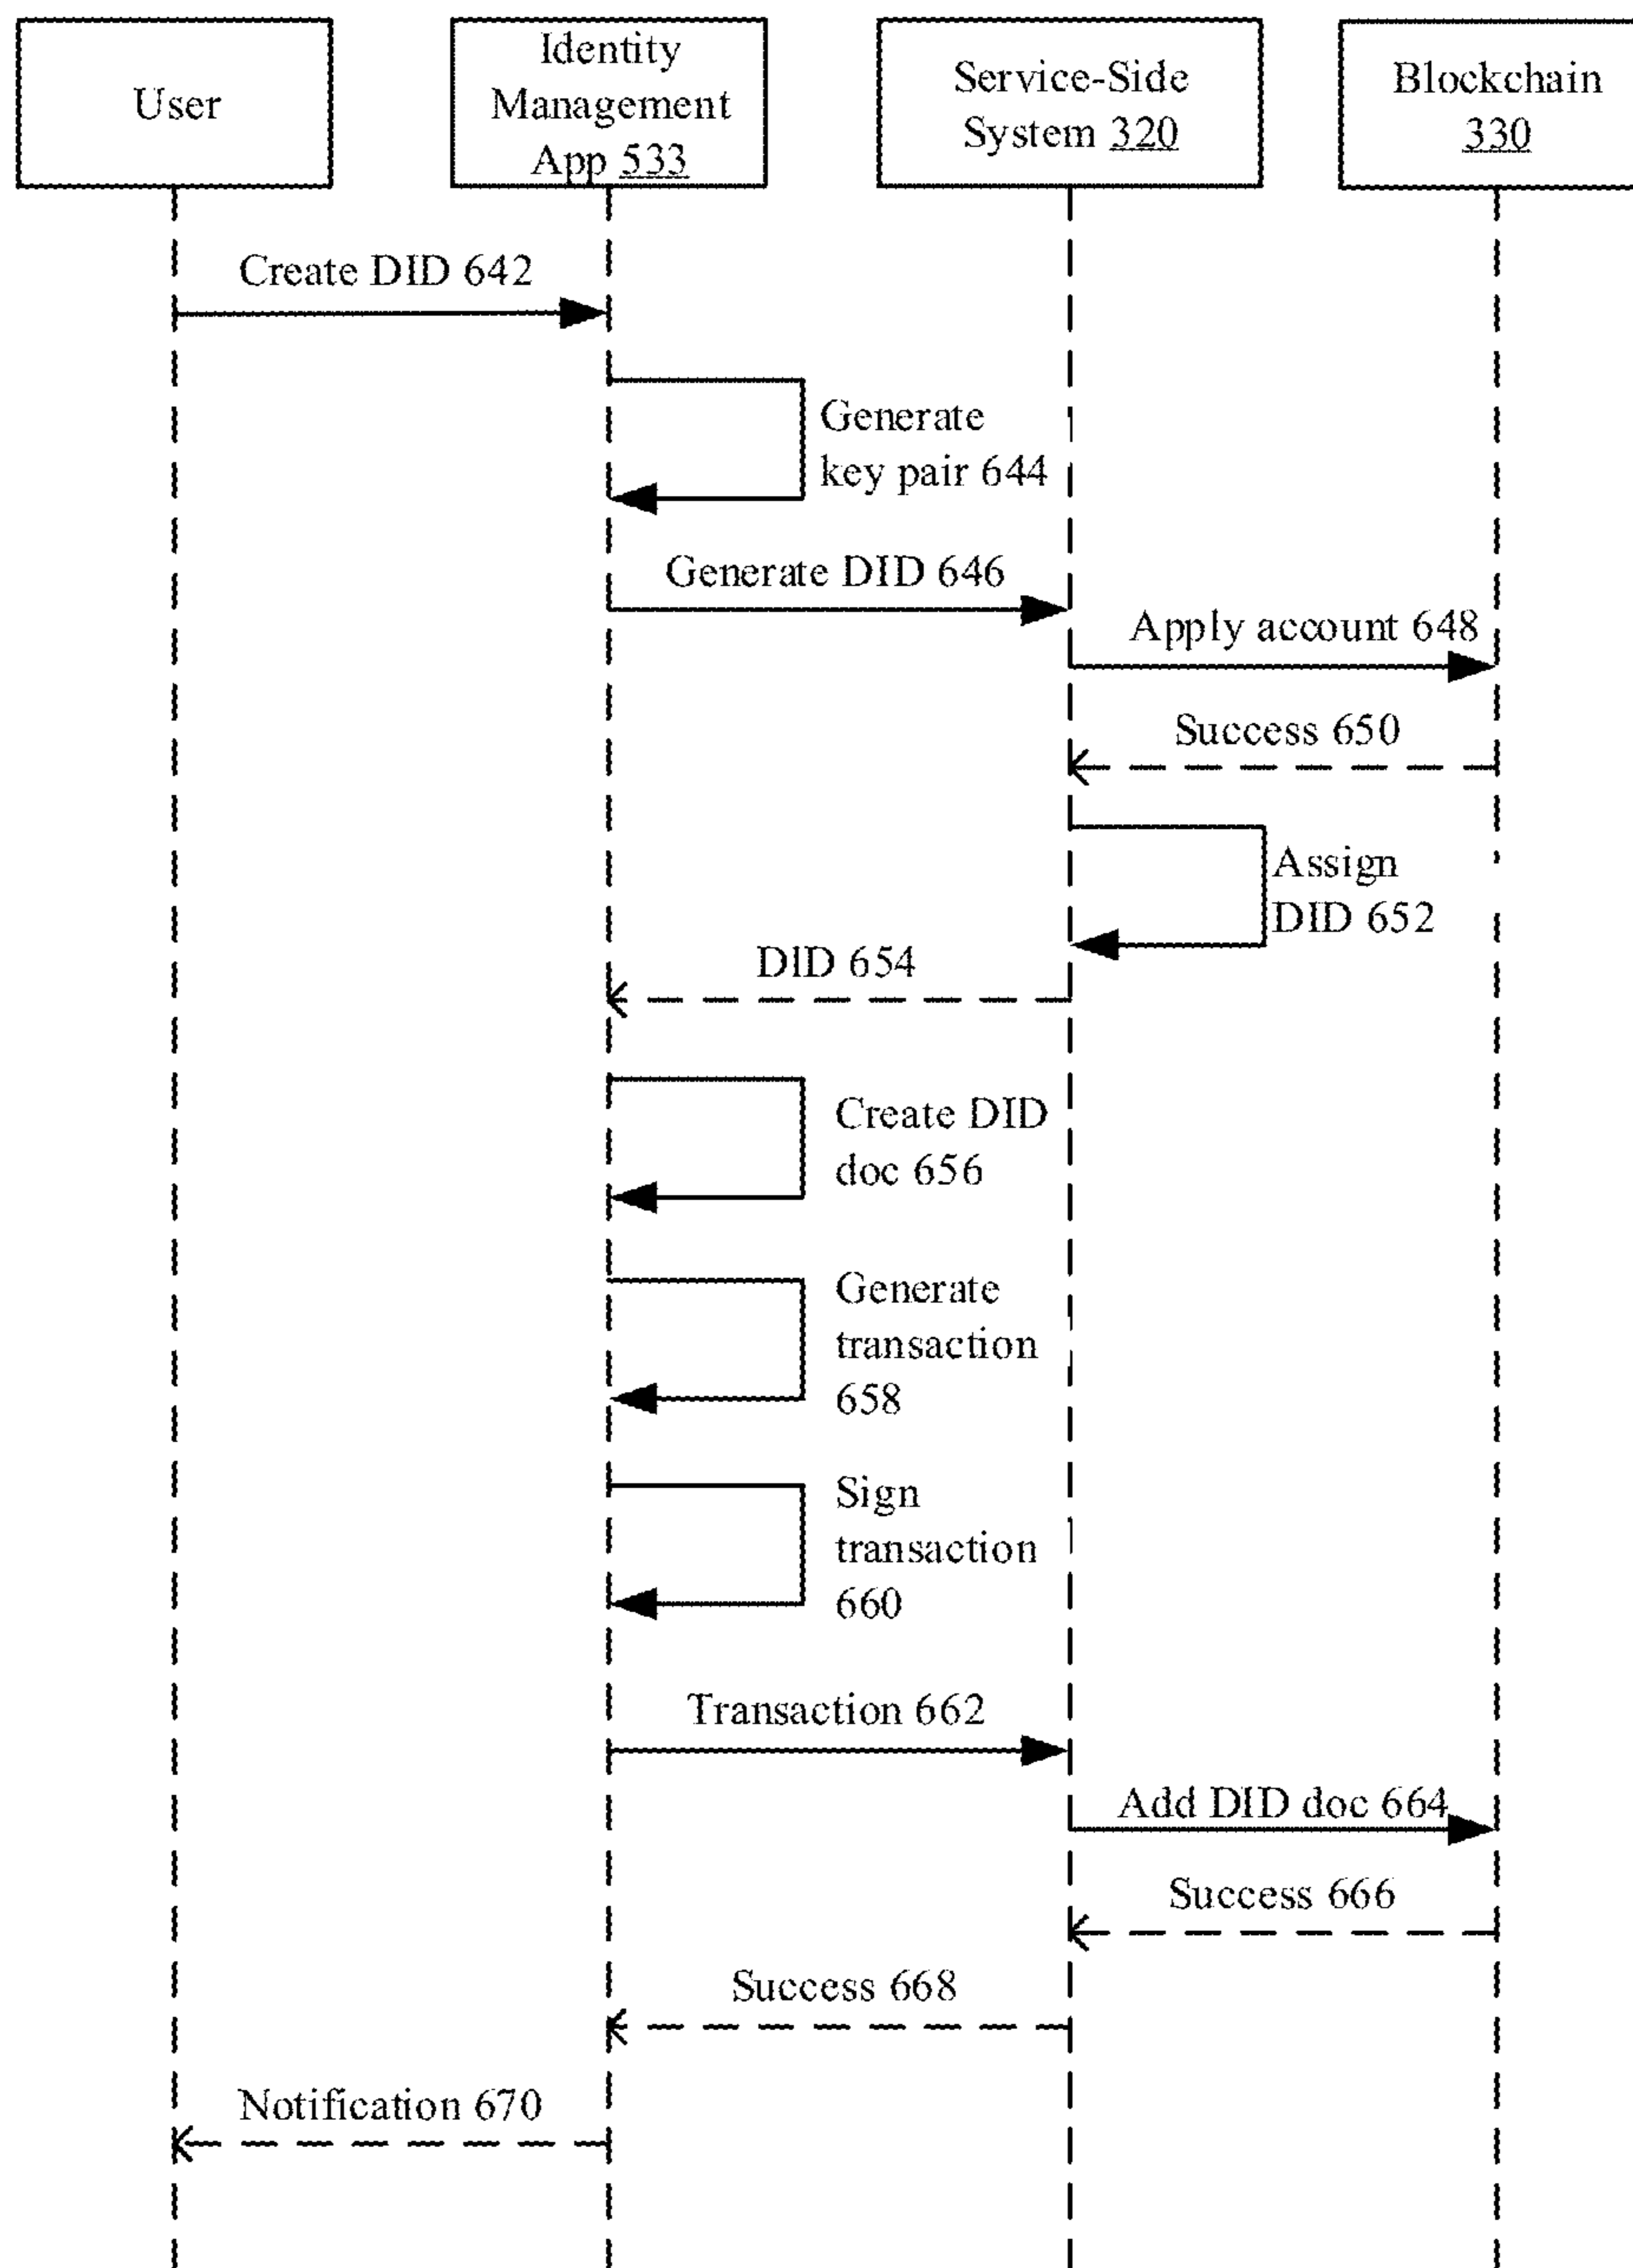 User
Identity
Management
App 533
Service-Side
System 320
Blockchain
330
Create DID 642
Generate
key pair 644
Generate DID 646
Apply account 648
Success 650
Assign
DID 652
DID 654
Create DID
doc 656
Generate
transaction
658
Sign
transaction
660
Transaction 662
Add DID doc 664
Success 666
Success 668
Notification 670